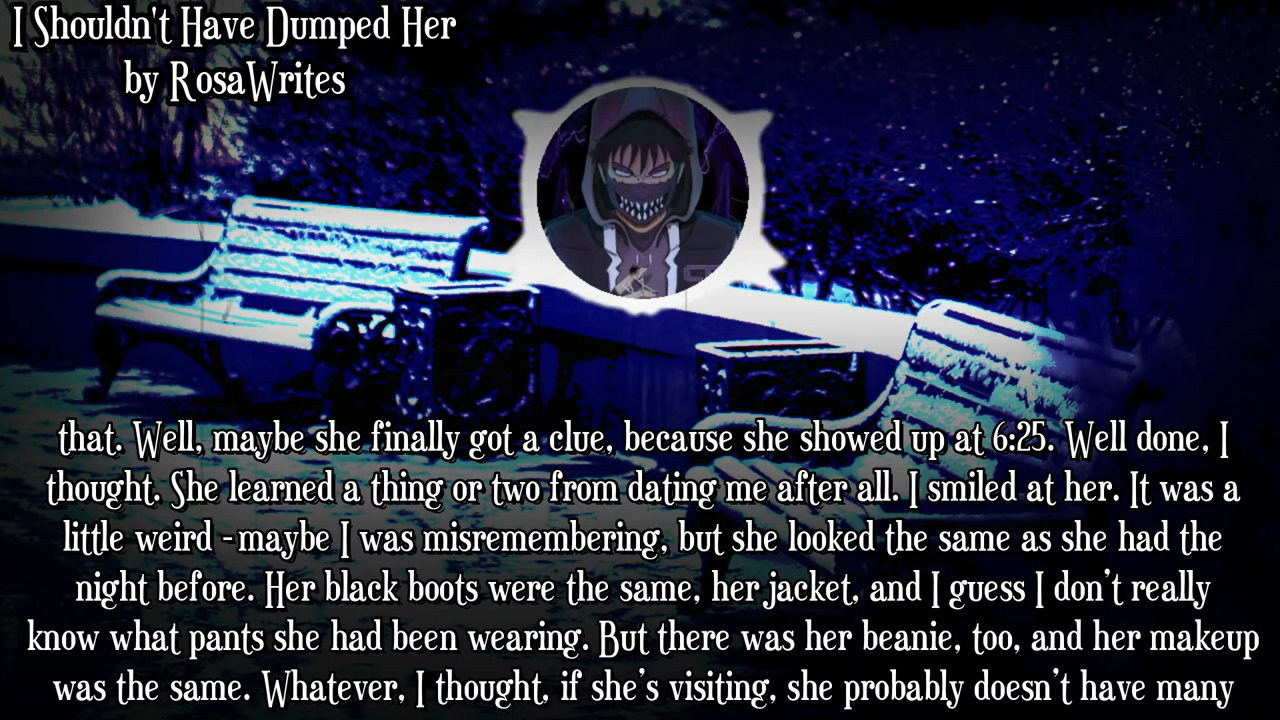 I Shouldn't Have Dumped Her
by RosaWrites
that. Well, maybe she finally got a clue, because she showed up at 6:25. Well done, I
thought. She learned a thing or two from dating me after all. I smiled at her. It was a
little weird - maybe I was misremembering, but she looked the same as she had the
night before. Her black boots were the same, her jacket, and I guess I don’t really
know what pants she had been wearing. But there was her beanie, too, and her makeup
was the same. Whatever, I thought, if she’s visiting, she probably doesn’t have many